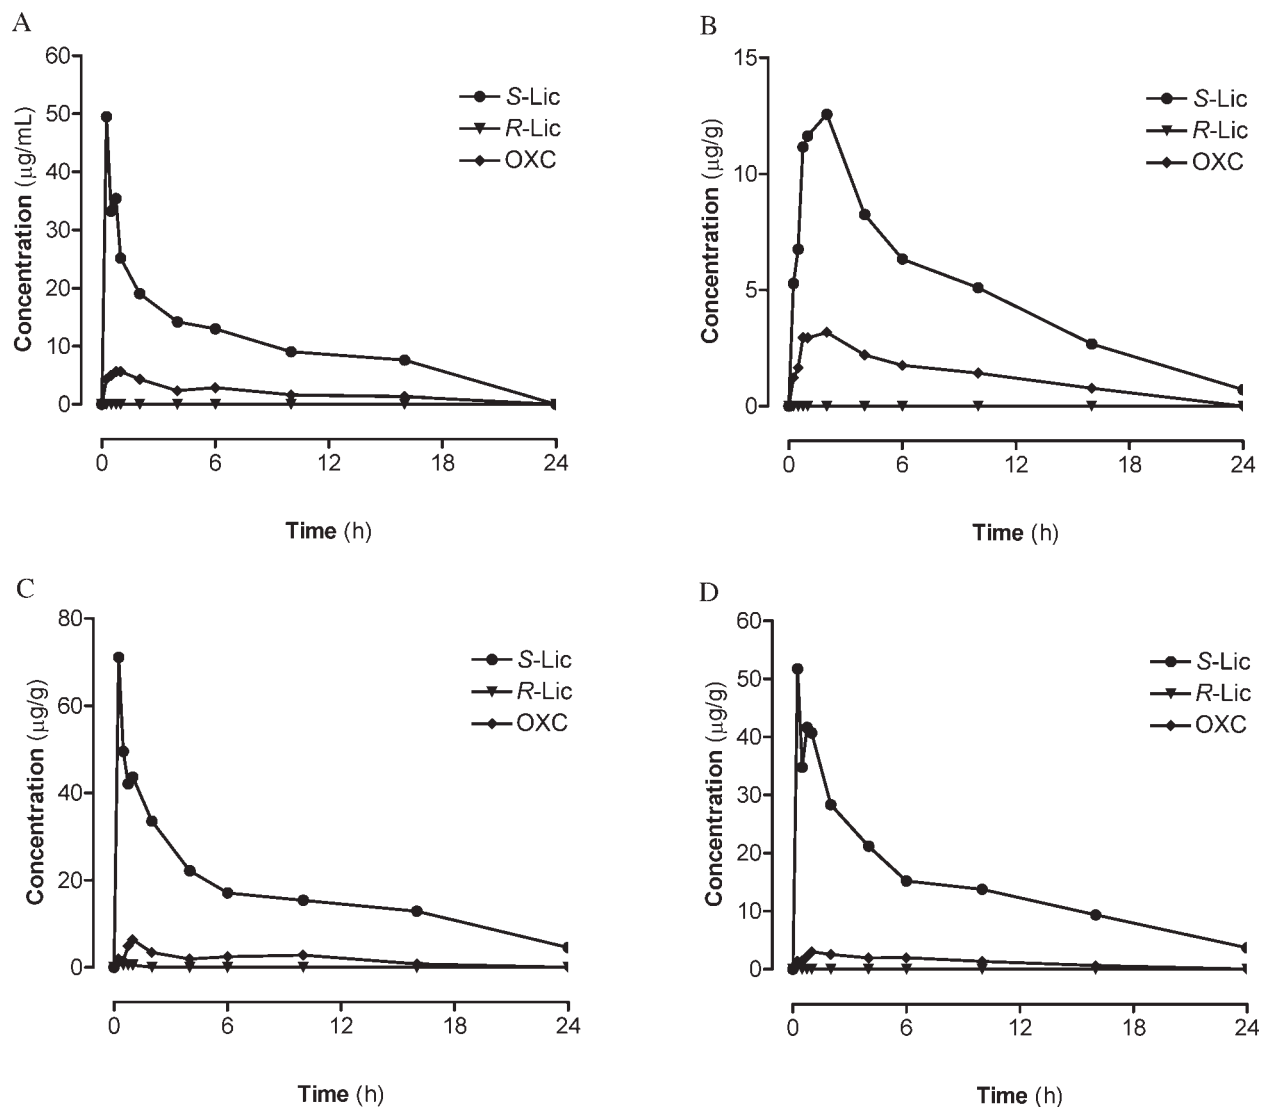 A
Concentration (µg/mL)
60
50
40
30
20
10
0
S-Lic
R-Lic
OXC
0 6 12 18 24
Time (h)
B
Concentration (µg/g)
15
10
5
0
S-Lic
R-Lic
OXC
0 6 12 18 24
Time (h)
C
Concentration (µg/g)
80
60
40
20
0
S-Lic
R-Lic
OXC
0 6 12 18 24
Time (h)
D
Concentration (µg/g)
60
50
40
30
20
10
0
S-Lic
R-Lic
OXC
0 6 12 18 24
Time (h)